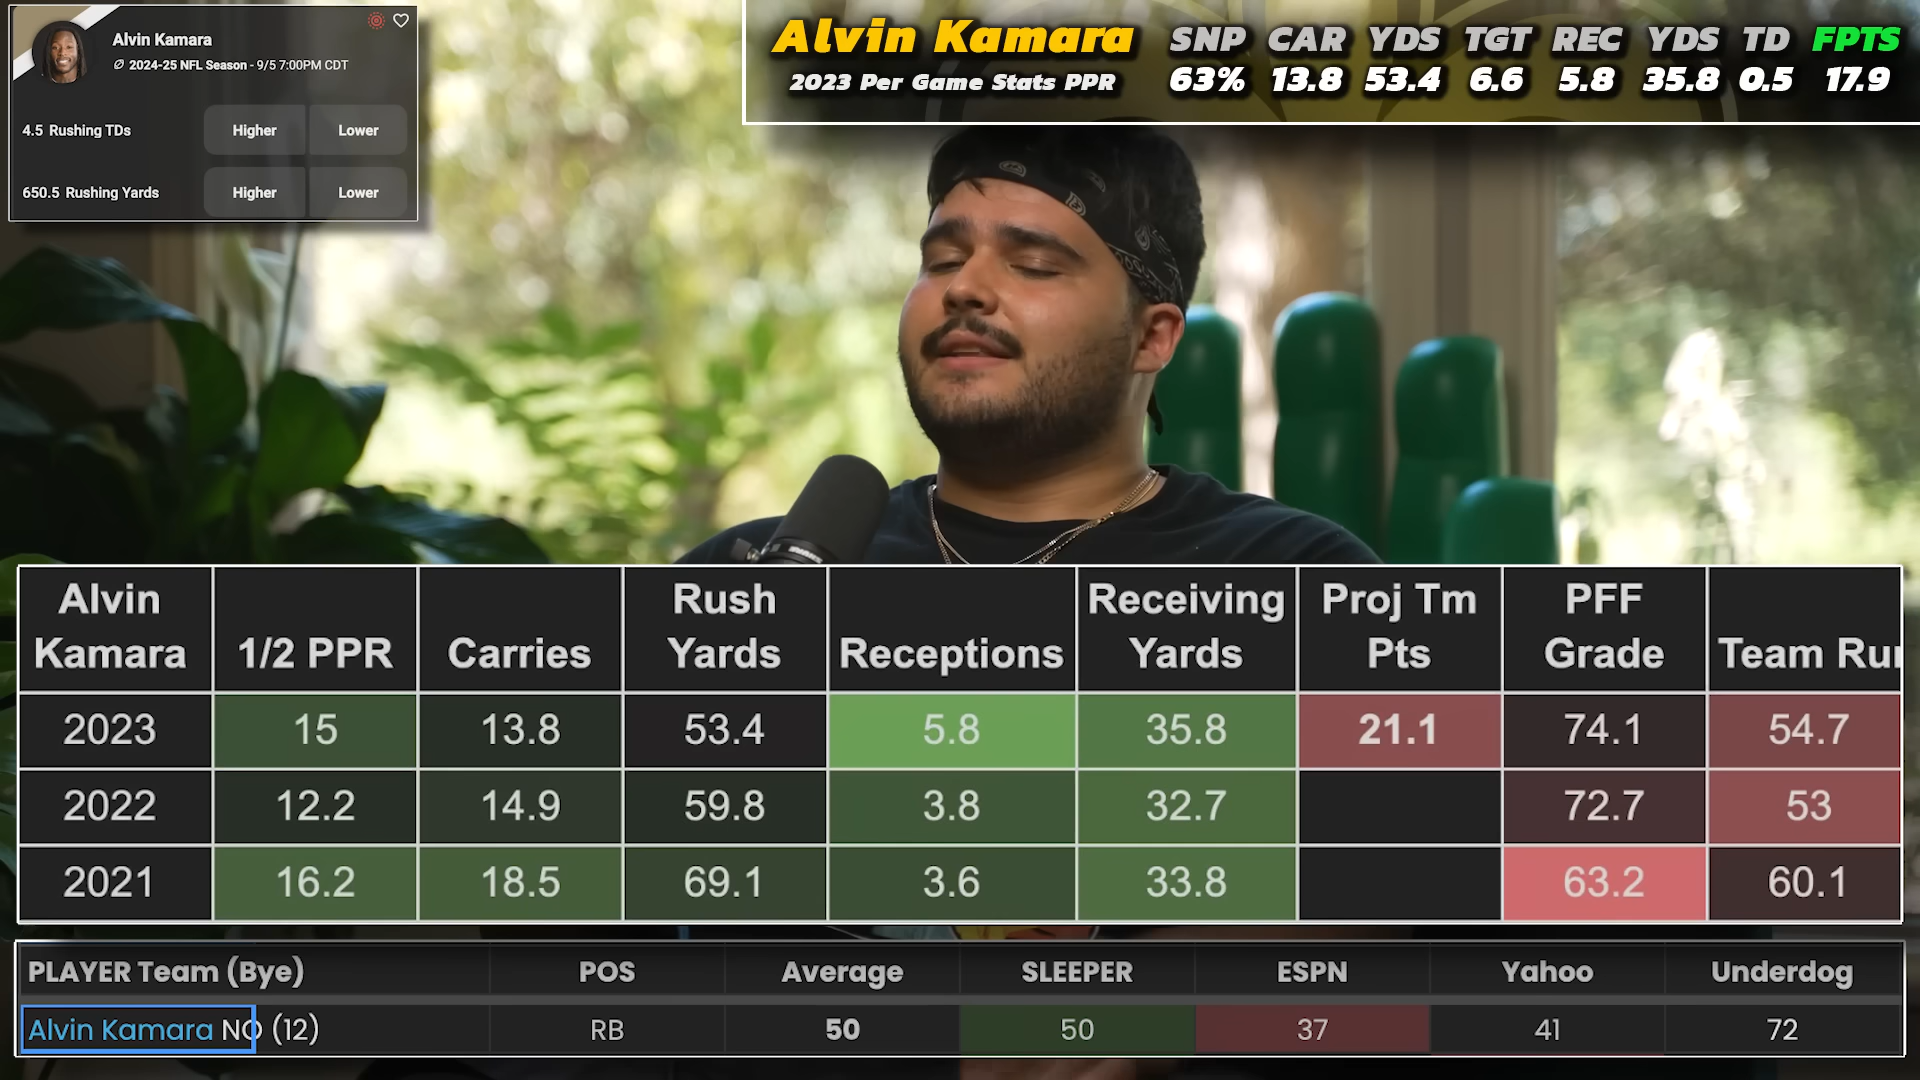 Alvin Kamara
2024-25 NFL Season - 9/5 7:00PM CDT
4.5 Rushing TDs Higher Lower
650.5 Rushing Yards Higher Lower
Alvin Kamara SNP CAR YDS TGT REC YDS TD FPTS
2023 Per Game Stats PPR 63% 13.8 53.4 6.6 5.8 35.8 0.5 17.9
Alvin Kamara 1/2 PPR Carries Rush Yards Receptions Receiving Yards Proj Tm Pts PFF Grade Team Ru
2023 15 13.8 53.4 5.8 35.8 21.1 74.1 54.7
2022 12.2 14.9 59.8 3.8 32.7 72.7 53
2021 16.2 18.5 69.1 3.6 33.8 63.2 60.1
PLAYER Team (Bye) POS Average SLEEPER ESPN Yahoo Underdog
Alvin Kamara NO (12) RB 50 50 37 41 72